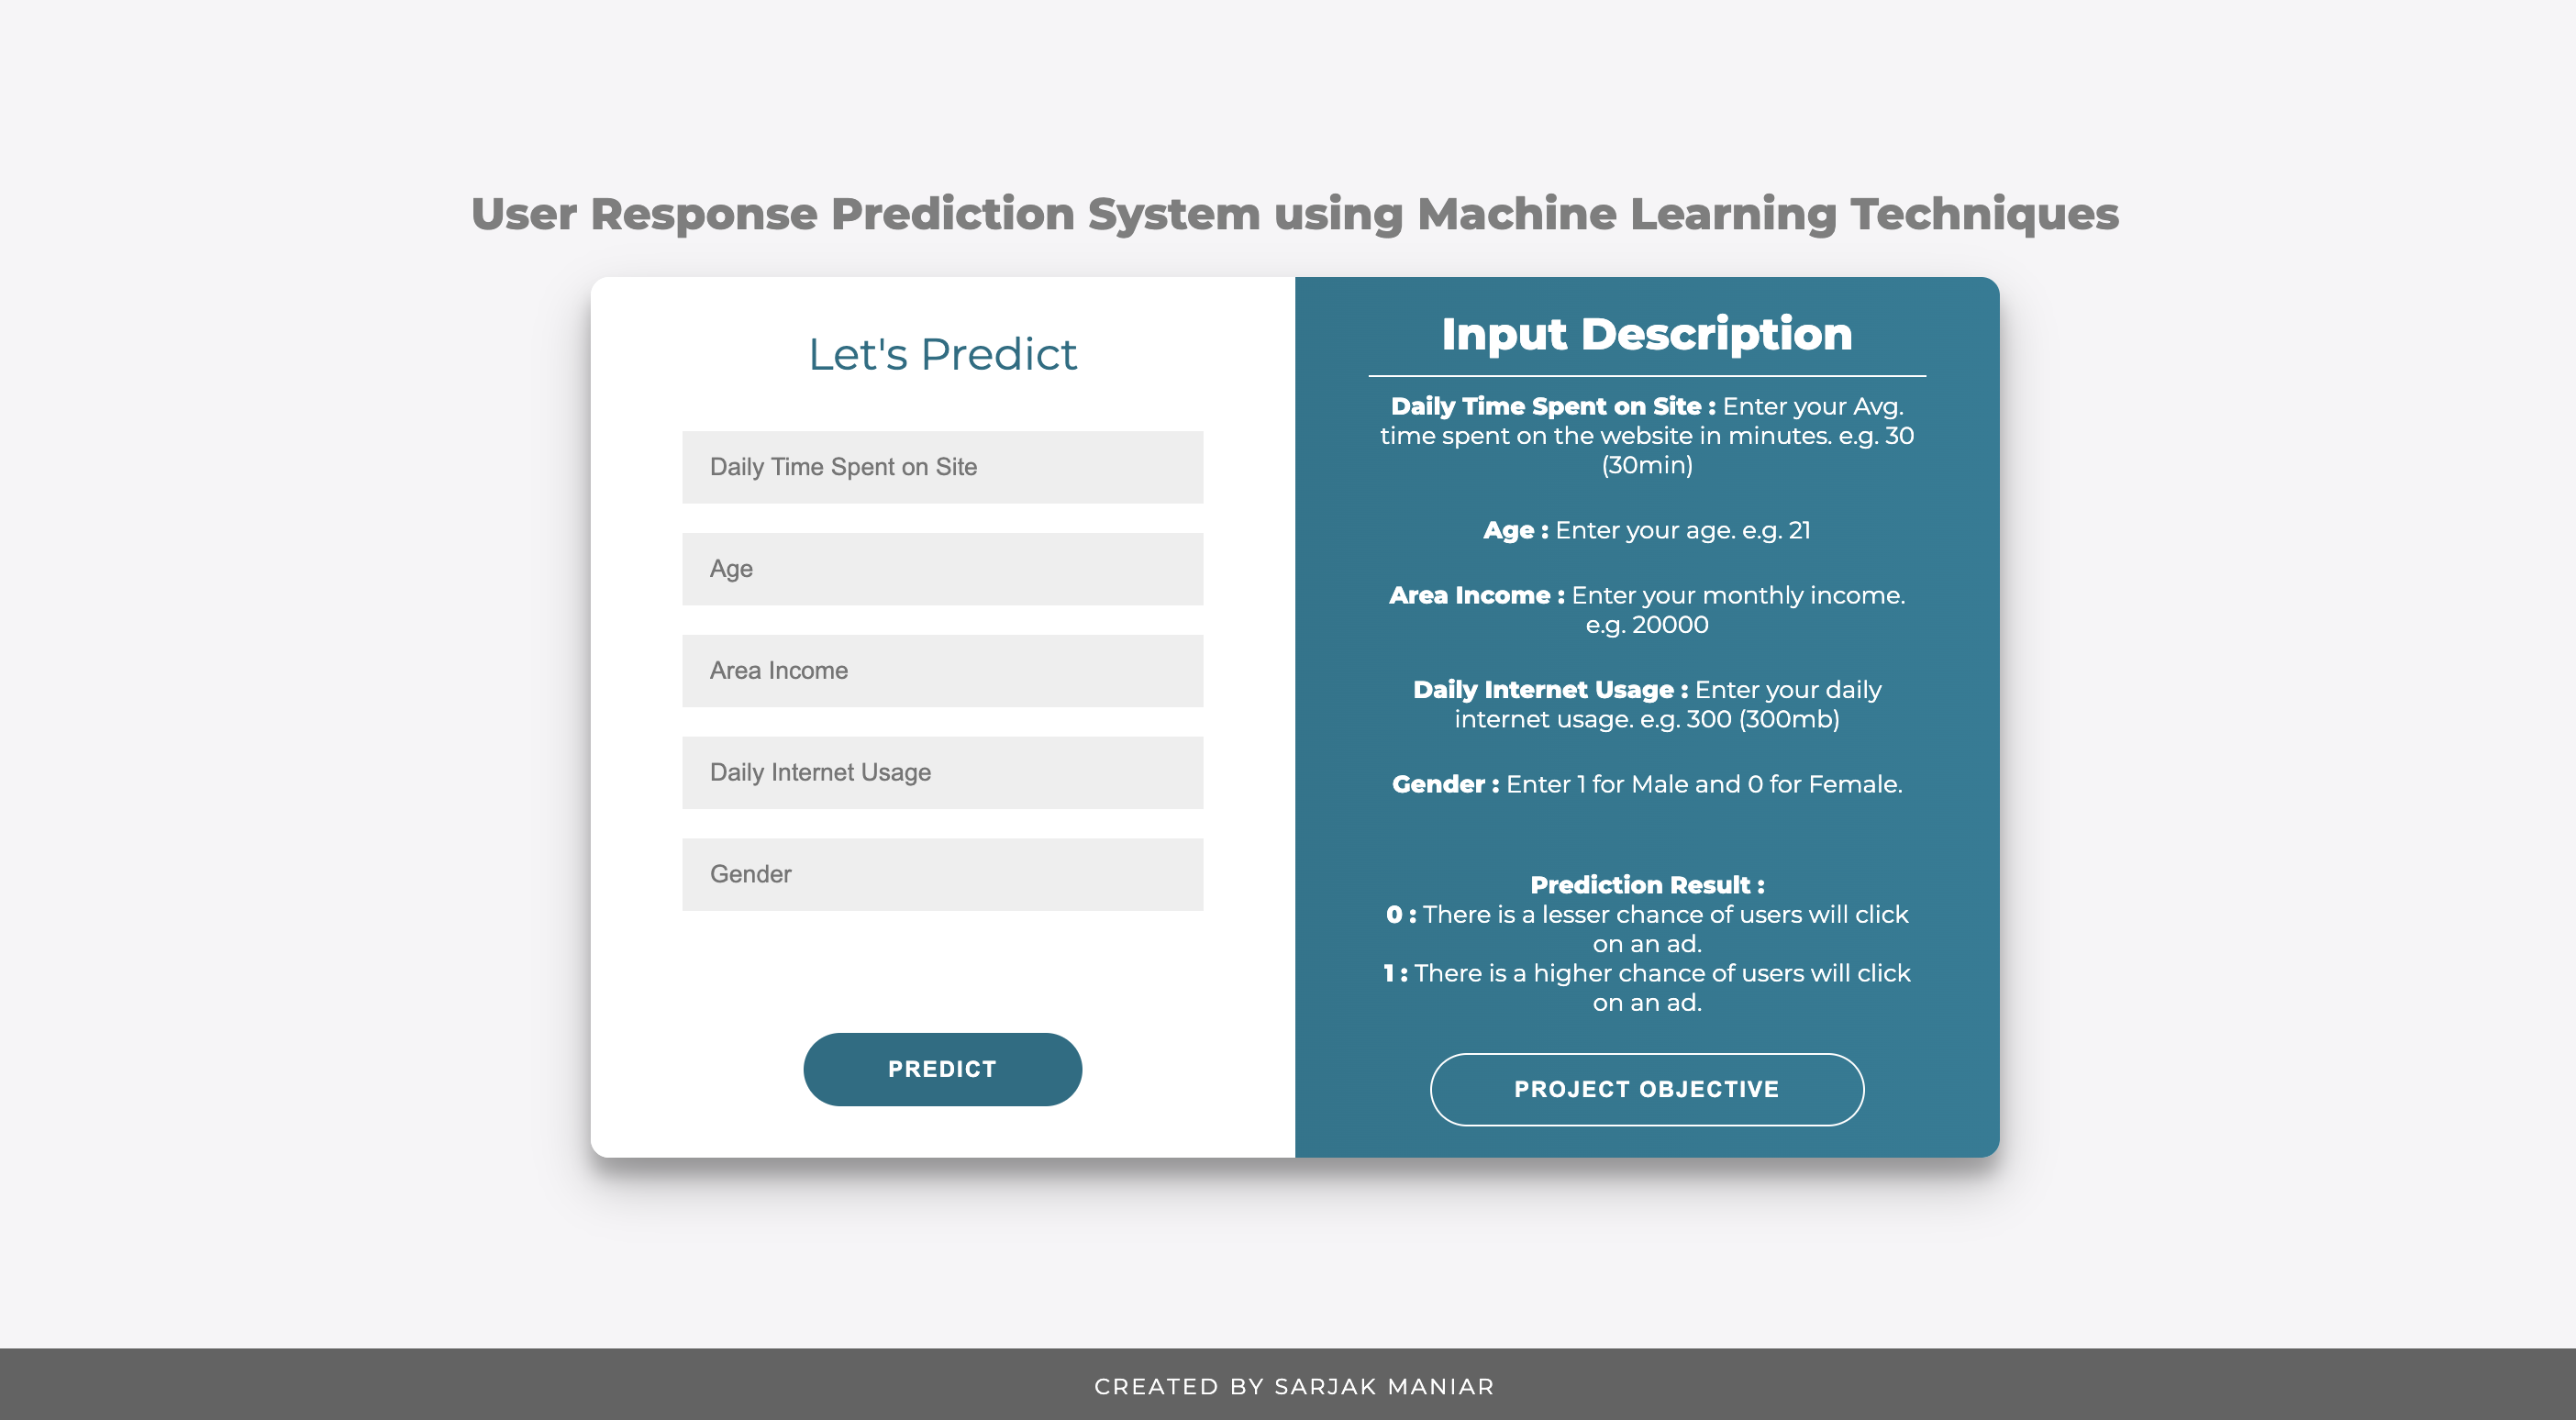 User Response Prediction System using Machine Learning Techniques
Let's Predict
Daily Time Spent on Site
Age
Area Income
Daily Internet Usage
Gender
PREDICT
Input Description
Daily Time Spent on Site : Enter your Avg.
time spent on the website in minutes. e.g. 30
(30min)
Age : Enter your age. e.g. 21
Area Income : Enter your monthly income.
e.g. 20000
Daily Internet Usage : Enter your daily
internet usage. e.g. 300 (300mb)
Gender : Enter 1 for Male and 0 for Female.
Prediction Result :
0 : There is a lesser chance of users will click
on an ad.
1 : There is a higher chance of users will click
on an ad.
PROJECT OBJECTIVE
CREATED BY SARJAK MANIAR